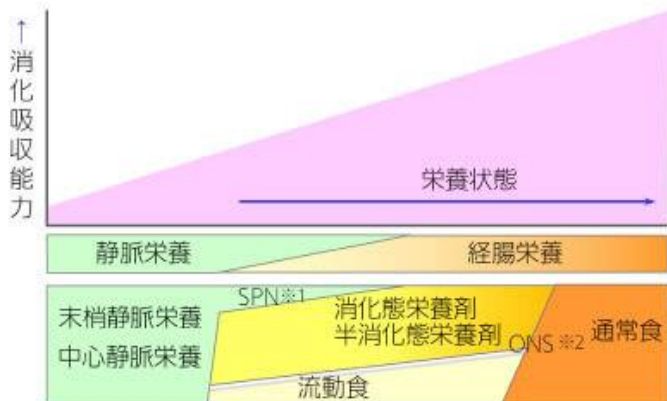 ↑消化吸収能力
栄養状態
静脈栄養
経腸栄養
SPN※1
末梢静脈栄養
中心静脈栄養
消化態栄養剤
半消化態栄養剤
ONS※2
通常食
流動食